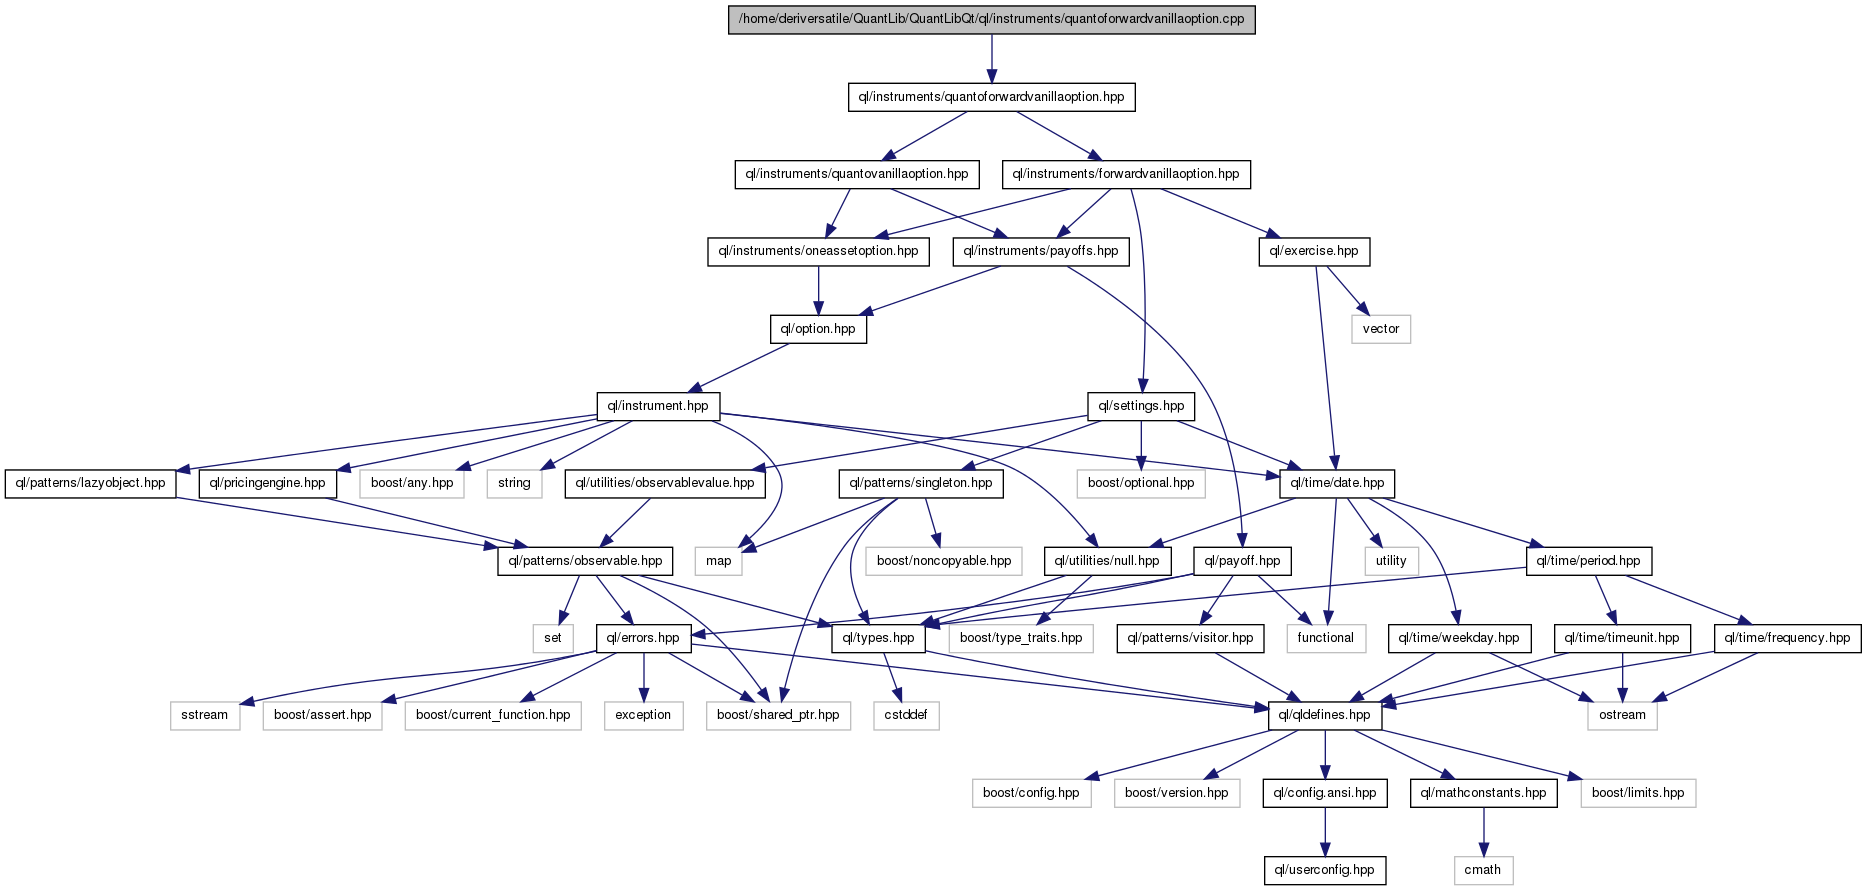 /home/deriversatile/QuantLib/QuantLibQt/ql/instruments/quantoforwardvanillaoption.cpp
ql/instruments/quantoforwardvanillaoption.hpp
ql/instruments/quantovanillaoption.hpp
ql/instruments/forwardvanillaoption.hpp
ql/instruments/oneassetoption.hpp
ql/instruments/payoffs.hpp
ql/exercise.hpp
ql/option.hpp
vector
ql/instrument.hpp
ql/settings.hpp
ql/patterns/lazyobject.hpp
ql/pricingengine.hpp
boost/any.hpp
string
ql/utilities/observablevalue.hpp
ql/patterns/singleton.hpp
boost/optional.hpp
ql/time/date.hpp
ql/patterns/observable.hpp
map
boost/noncopyable.hpp
ql/utilities/null.hpp
ql/payoff.hpp
utility
ql/time/period.hpp
set
ql/errors.hpp
ql/types.hpp
boost/type_traits.hpp
ql/patterns/visitor.hpp
functional
ql/time/weekday.hpp
ql/time/timeunit.hpp
ql/time/frequency.hpp
sstream
boost/assert.hpp
boost/current_function.hpp
exception
boost/shared_ptr.hpp
cstddef
ql/qldefines.hpp
ostream
boost/config.hpp
boost/version.hpp
ql/config.ansi.hpp
ql/mathconstants.hpp
boost/limits.hpp
ql/userconfig.hpp
cmath